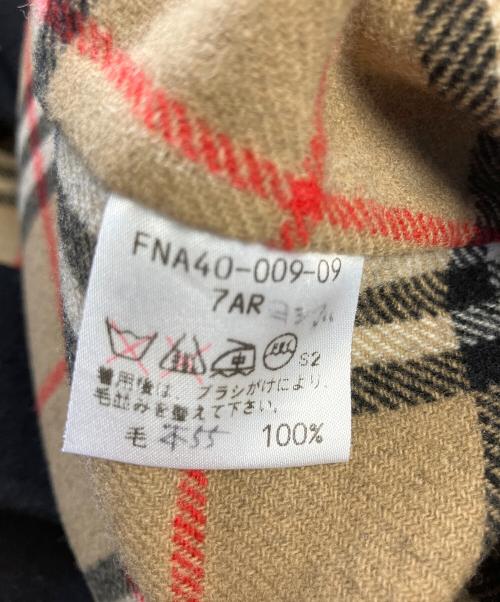 FNA40-009-09
7AR
S2
着用後は、ブラシがけにより、
毛並みを整えて下さい。
毛 100%